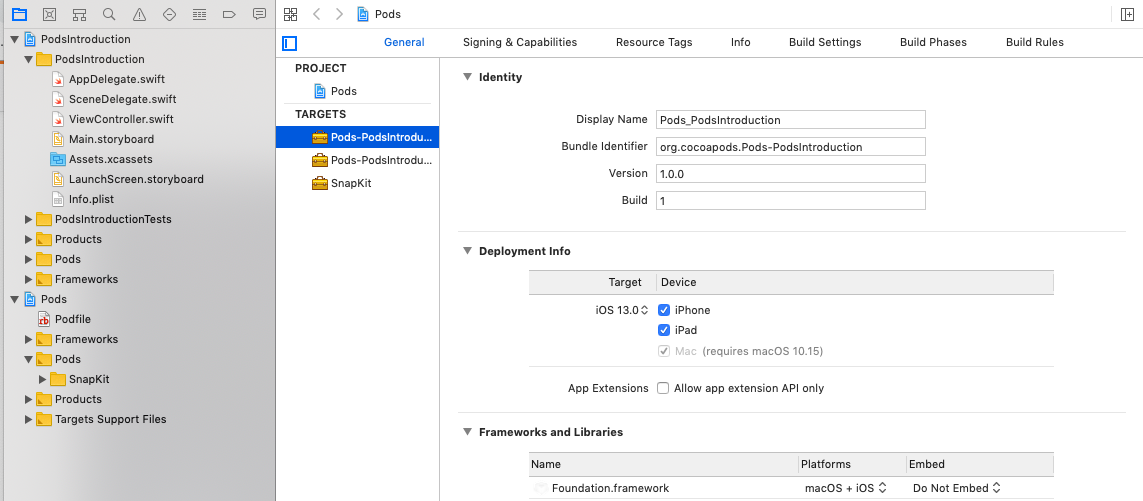 Pods
PodsIntroduction
PodsIntroduction
AppDelegate.swift
SceneDelegate.swift
ViewController.swift
Main.storyboard
Assets.xcassets
LaunchScreen.storyboard
Info.plist
PodsIntroductionTests
Products
Pods
Frameworks
Pods
rb Podfile
Frameworks
Pods
SnapKit
Products
Targets Support Files
General Signing & Capabilities Resource Tags Info Build Settings Build Phases Build Rules
PROJECT
Pods
TARGETS
Pods-PodsIntrodu...
Pods-PodsIntrodu...
SnapKit
Identity
Display Name Pods_PodsIntroduction
Bundle Identifier org.cocoapods.Pods-PodsIntroduction
Version 1.0.0
Build 1
Deployment Info
Target Device
iOS 13.0 iPhone
iPad
Mac (requires macOS 10.15)
App Extensions Allow app extension API only
Frameworks and Libraries
Name Platforms Embed
Foundation.framework macOS + iOS Do Not Embed